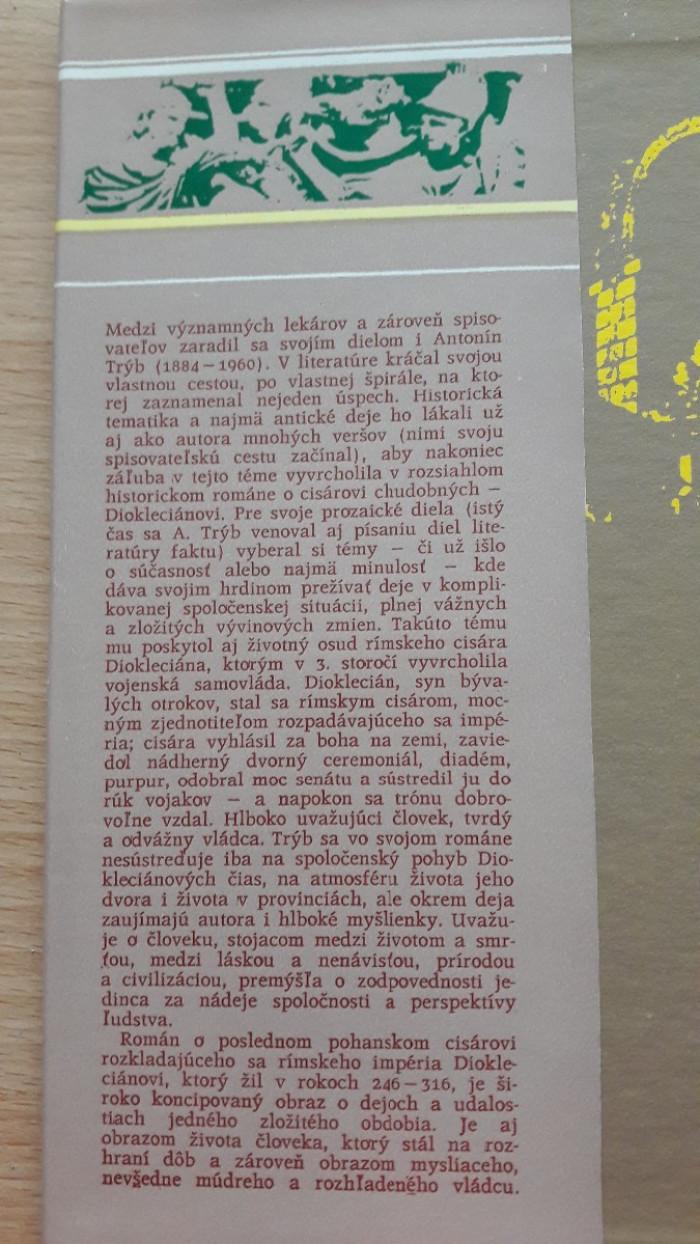 Medzi významných lekárov a zároveň spiso-
vateľov zaradil sa svojím dielom i Antonín
Trýb (1884—1960). V literatúre kráčal svojou
vlastnou cestou, po vlastnej špirále, na kto-
rej zaznamenal nejeden úspech. Historická
tematika a najmä antické deje ho lákali už
aj ako autora mnohých veršov (nimi svoju
spisovateľskú cestu začínal), aby nakoniec
záľuba v tejto téme vyvrcholila v rozsiahlom
historickom románe o cisárovi chudobných —
Diokleciánovi. Pre svoje prozaické diela (istý
čas sa A. Trýb venoval aj písaniu diel lite-
ratúry faktu) vyberal si témy — či už išlo
o súčasnosť alebo najmä minulosť — kde
dáva svojim hrdinom prežívať deje v kompli-
kovanej spoločenskej situácii, plnej vážnych
a zložitých vývinových zmien. Takúto tému
mu poskytol aj životný osud rímskeho cisára
Diokleciána, ktorým v 3. storočí vyvrcholila
vojenská samovláda. Dioklecián, syn býva-
lých otrokov, stal sa rímskym cisárom, moc-
ným zjednotiteľom rozpadávajúceho sa impé-
ria; cisára vyhlásil za boha na zemi, zavie-
dol nádherný dvorný ceremoniál, diadém,
purpur, odobral moc senátu a sústredil ju do
rúk vojakov — a napokon sa trónu dobro-
voľne vzdal. Hlboko uvažujúci človek, tvrdý
a odvážny vládca. Trýb sa vo svojom románe
nesústreďuje iba na spoločenský pohyb Dio-
kleciánových čias, na atmosféru života jeho
dvora i života v provinciách, ale okrem deja
zaujímajú autora i hlboké myšlienky. Uvažu-
je o človeku, stojacom medzi životom a smr-
ťou, medzi láskou a nenávisťou, prírodou
a civilizáciou, premýšľa o zodpovednosti je-
dinca za nádeje spoločnosti a perspektívy
ľudstva.
Román o poslednom pohanskom cisárovi
rozkladajúceho sa rímskeho impéria Diokle-
ciánovi, ktorý žil v rokoch 246—316, je ši-
roko koncipovaný obraz o dejoch a udalos-
tiach jedného zložitého obdobia. Je aj
obrazom života človeka, ktorý stál na roz-
hraní dôb a zároveň obrazom mysliaceho,
nevšedne múdreho a rozhľadeného vládcu.